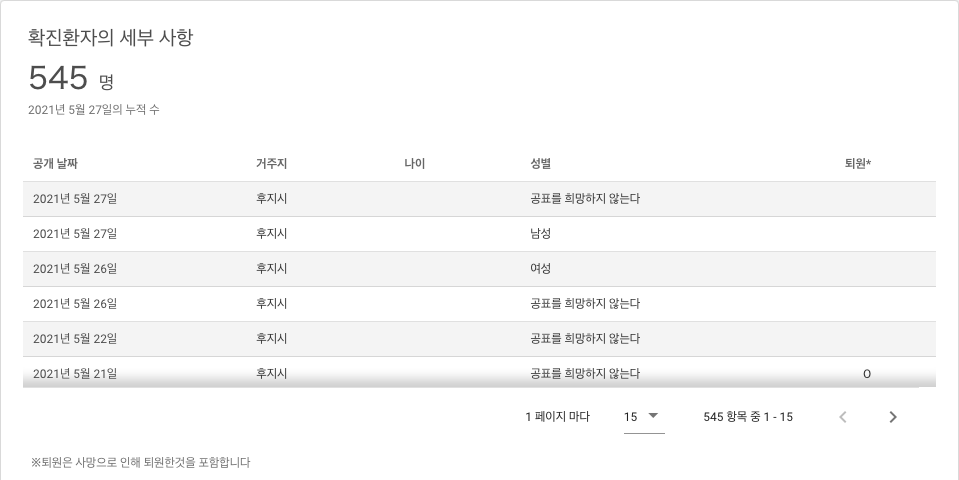 확진환자의 세부 사항
545 명
2021년 5월 27일의 누적 수
공개 날짜 거주지 나이 성별 퇴원*
2021년 5월 27일 후지시 공표를 희망하지 않는다
2021년 5월 27일 후지시 남성
2021년 5월 26일 후지시 여성
2021년 5월 26일 후지시 공표를 희망하지 않는다
2021년 5월 22일 후지시 공표를 희망하지 않는다
2021년 5월 21일 후지시 공표를 희망하지 않는다 O
1 페이지 마다 15 545 항목 중 1 - 15
※퇴원은 사망으로 인해 퇴원한것을 포함합니다